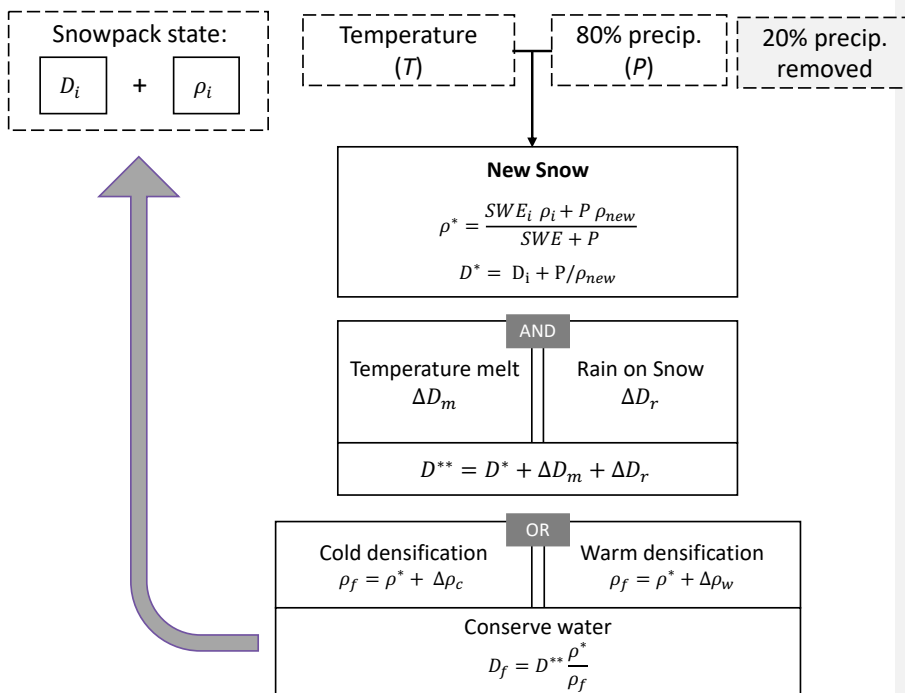 Snowpack state:
D_i + ρ_i
Temperature
(T)
80% precip.
(P)
20% precip.
removed
New Snow
ρ* = (SWE_i ρ_i + P ρ_new) / (SWE + P)
D* = D_i + P/ρ_new
AND
Temperature melt
ΔD_m
Rain on Snow
ΔD_r
D** = D* + ΔD_m + ΔD_r
OR
Cold densification
ρ_f = ρ* + Δρ_c
Warm densification
ρ_f = ρ* + Δρ_w
Conserve water
D_f = D** ρ*/ρ_f